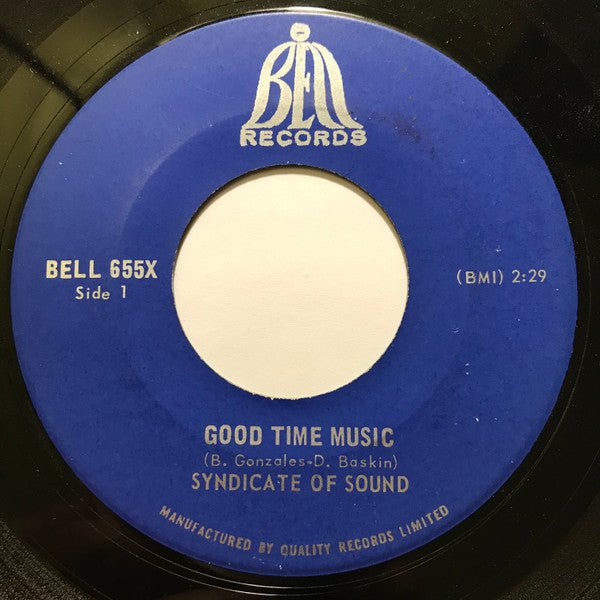 BELL
RECORDS
BELL 655X
Side 1
(BMI) 2:29
GOOD TIME MUSIC
(B. Gonzales-D. Baskin)
SYNDICATE OF SOUND
MANUFACTURED BY QUALITY RECORDS LIMITED